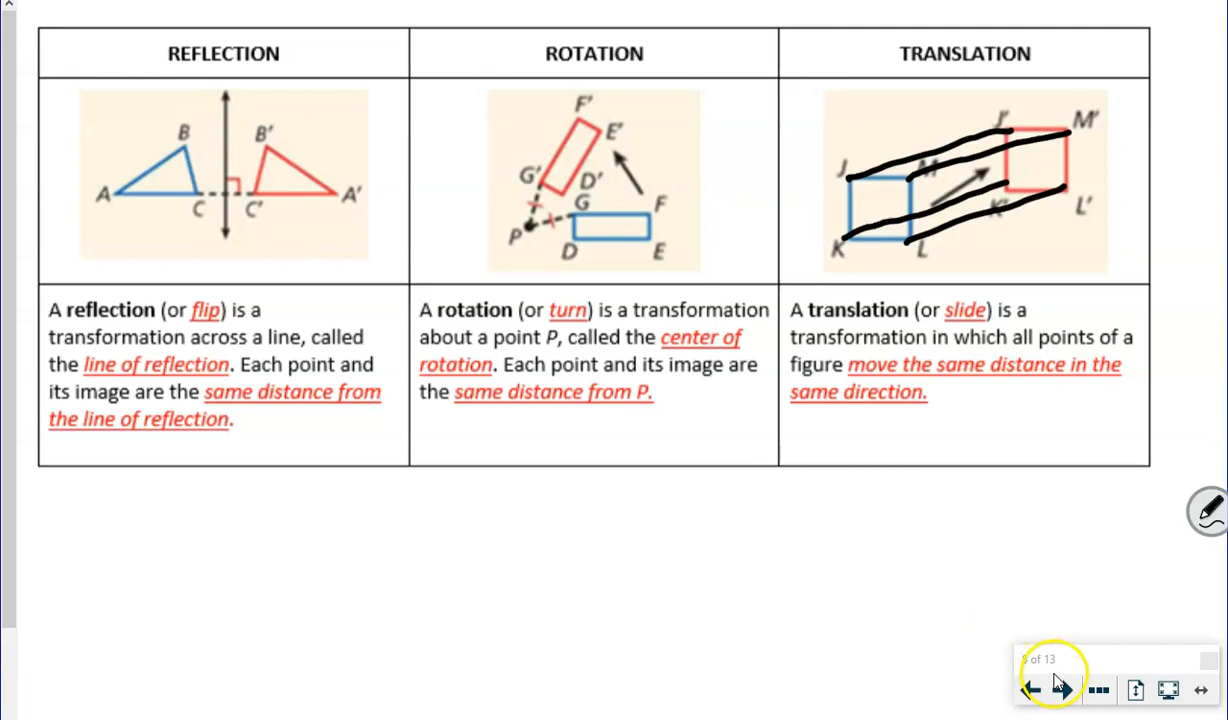 REFLECTION
ROTATION
TRANSLATION
B
B'
A
C
C'
A'
F'
E'
G'
D'
G
F
P
D
E
J'
M'
J
M
K'
L'
K
L
A reflection (or flip) is a
transformation across a line, called
the line of reflection. Each point and
its image are the same distance from
the line of reflection.
A rotation (or turn) is a transformation
about a point P, called the center of
rotation. Each point and its image are
the same distance from P.
A translation (or slide) is a
transformation in which all points of a
figure move the same distance in the
same direction.
of 13